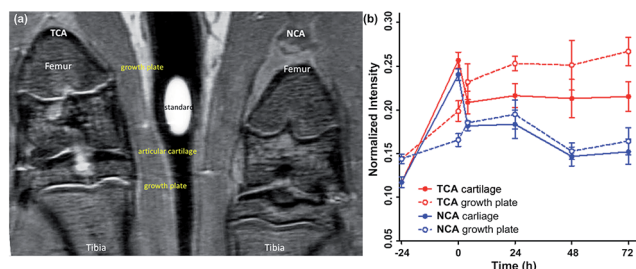 (a)
TCA
NCA
Femur
growth plate
Femur
standard
articular cartilage
growth plate
Tibia
Tibia
(b)
Normalized Intensity
0.30
0.25
0.20
0.15
0.05
TCA cartilage
TCA growth plate
NCA carliage
NCA growth plate
-24
0
24
48
72
Time (h)